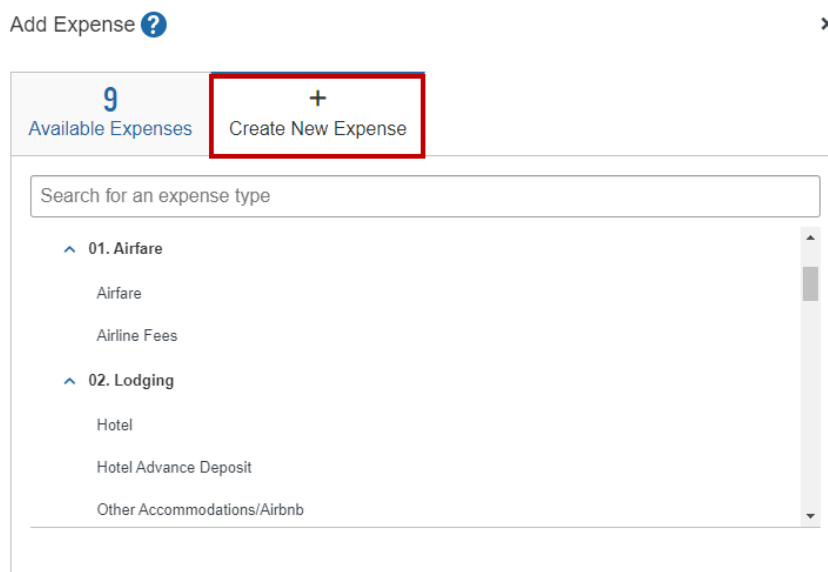 Add Expense ?
9
Available Expenses
+
Create New Expense
Search for an expense type
01. Airfare
Airfare
Airline Fees
02. Lodging
Hotel
Hotel Advance Deposit
Other Accommodations/Airbnb